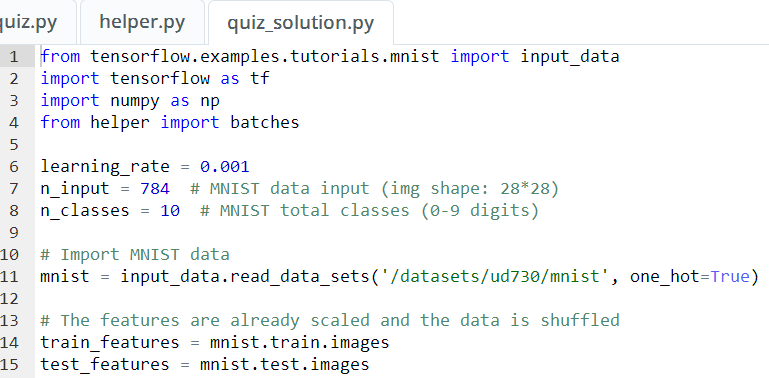 quiz.py helper.py quiz_solution.py
1 from tensorflow.examples.tutorials.mnist import input_data
2 import tensorflow as tf
3 import numpy as np
4 from helper import batches
5
6 learning_rate = 0.001
7 n_input = 784  # MNIST data input (img shape: 28*28)
8 n_classes = 10  # MNIST total classes (0-9 digits)
9
10 # Import MNIST data
11 mnist = input_data.read_data_sets('/datasets/ud730/mnist', one_hot=True)
12
13 # The features are already scaled and the data is shuffled
14 train_features = mnist.train.images
15 test_features = mnist.test.images